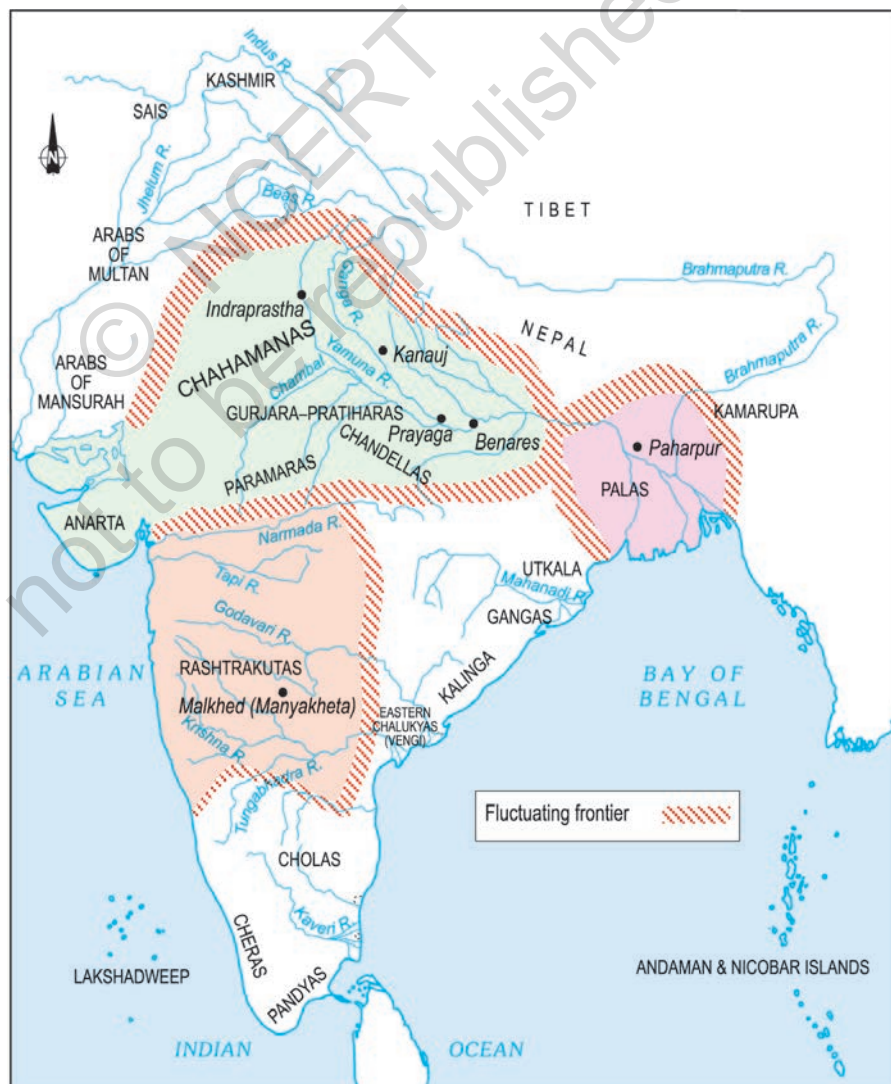 © NCERT
not to be republished
Indus R.
KASHMIR
SAIS
N
Jhelum R.
Beas R.
TIBET
ARABS
OF
MULTAN
Brahmaputra R.
Indraprastha
Ganga R.
NEPAL
Brahmaputra R.
CHAHAMANAS
Kanauj
ARABS
OF
MANSURAH
Yamuna R.
Chambal
KAMARUPA
GURJARA–PRATIHARAS
Prayaga
Benares
CHANDELLAS
Paharpur
PARAMARAS
PALAS
ANARTA
Narmada R.
UTKALA
Tapi R.
Mahanadi R.
GANGAS
Godavari R.
KALINGA
RASHTRAKUTAS
ARABIAN
SEA
BAY OF
BENGAL
Malkhed (Manyakheta)
EASTERN
CHALUKYAS
(VENGI)
Krishna R.
Tungabhadra R.
Fluctuating frontier
CHOLAS
Kaveri R.
CHERAS
LAKSHADWEEP
PANDYAS
ANDAMAN & NICOBAR ISLANDS
INDIAN
OCEAN